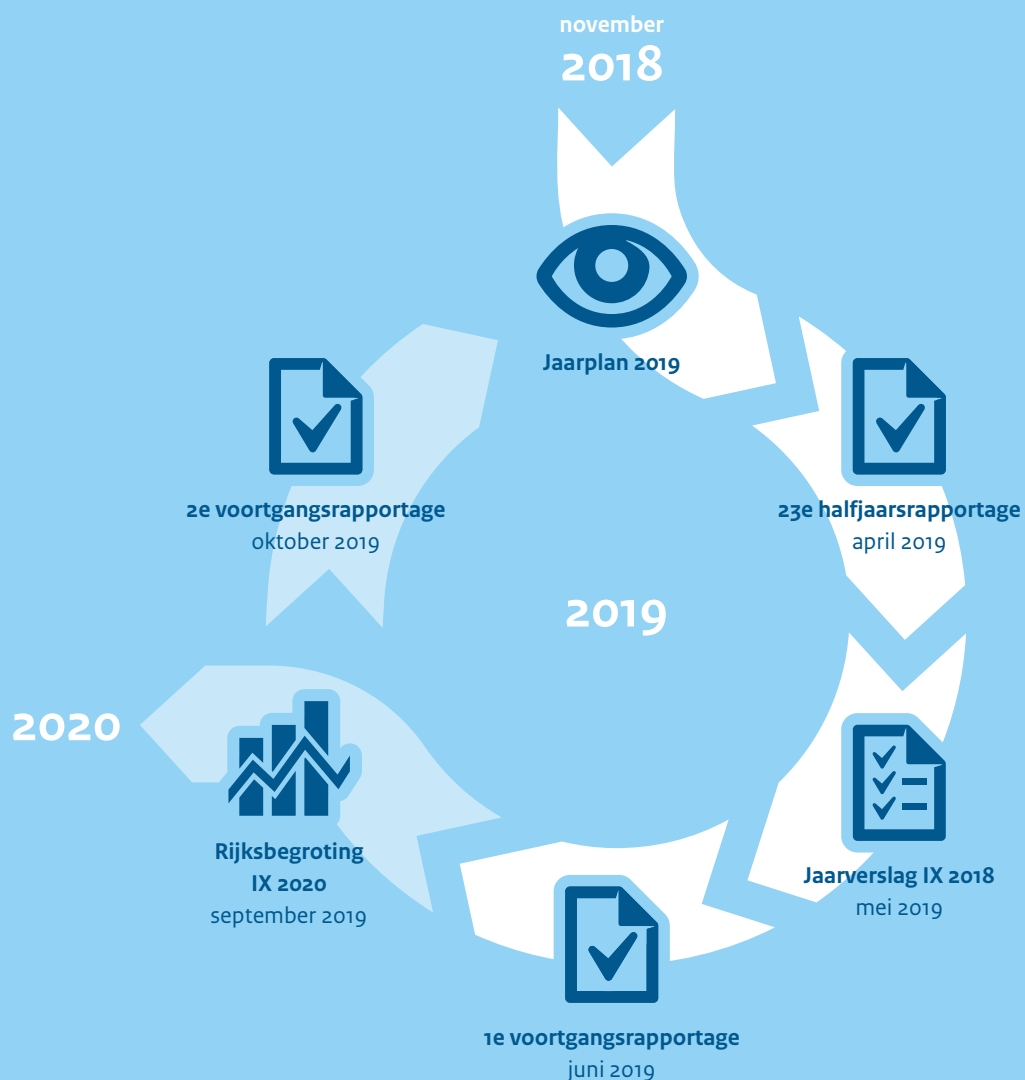 november
2018
Jaarplan 2019
23e halfjaarsrapportage
april 2019
2e voortgangsrapportage
oktober 2019
2019
2020
Jaarverslag IX 2018
mei 2019
Rijksbegroting
IX 2020
september 2019
1e voortgangsrapportage
juni 2019